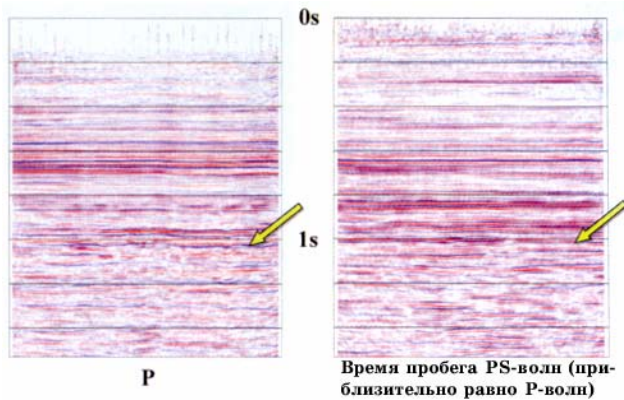 0s
1s
P
Время пробега PS-волн (при-
близительно равно P-волн)